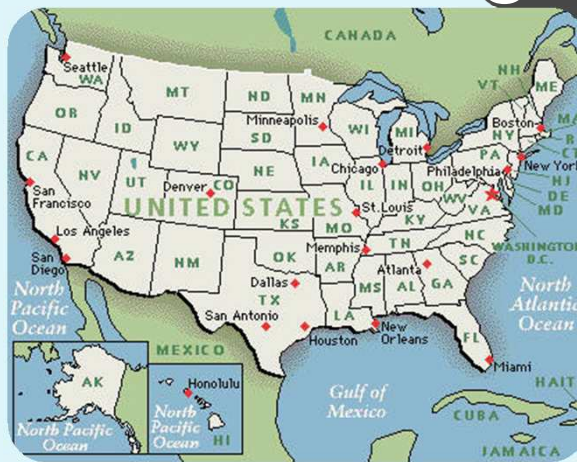 CANADA
NH
VT
ME
Seattle
WA
MT
ND
MN
Minneapolis
OR
ID
SD
WI
MI
Boston
MA
NY
R
CT
WY
Detroit
New York
CA
NV
UT
Denver
CO
NE
IA
Chicago
IL
IN
OH
PA
Philadelphia
NJ
DE
MD
WV
VA
San
Francisco
UNITED STATES
KS
St.Louis
MO
KY
WASHINGTON
D.C.
Los Angeles
San
Diego
AZ
NM
OK
AR
Memphis
TN
NC
SC
Atlanta
MS
AL
GA
Dallas
TX
LA
North
Pacific
Ocean
San Antonio
Houston
New
Orleans
FL
Miami
North
Atlantic
Ocean
MEXICO
Gulf of
Mexico
CUBA
HAIT
JAMAICA
AK
North Pacific
Ocean
Honolulu
North
Pacific
Ocean
HI